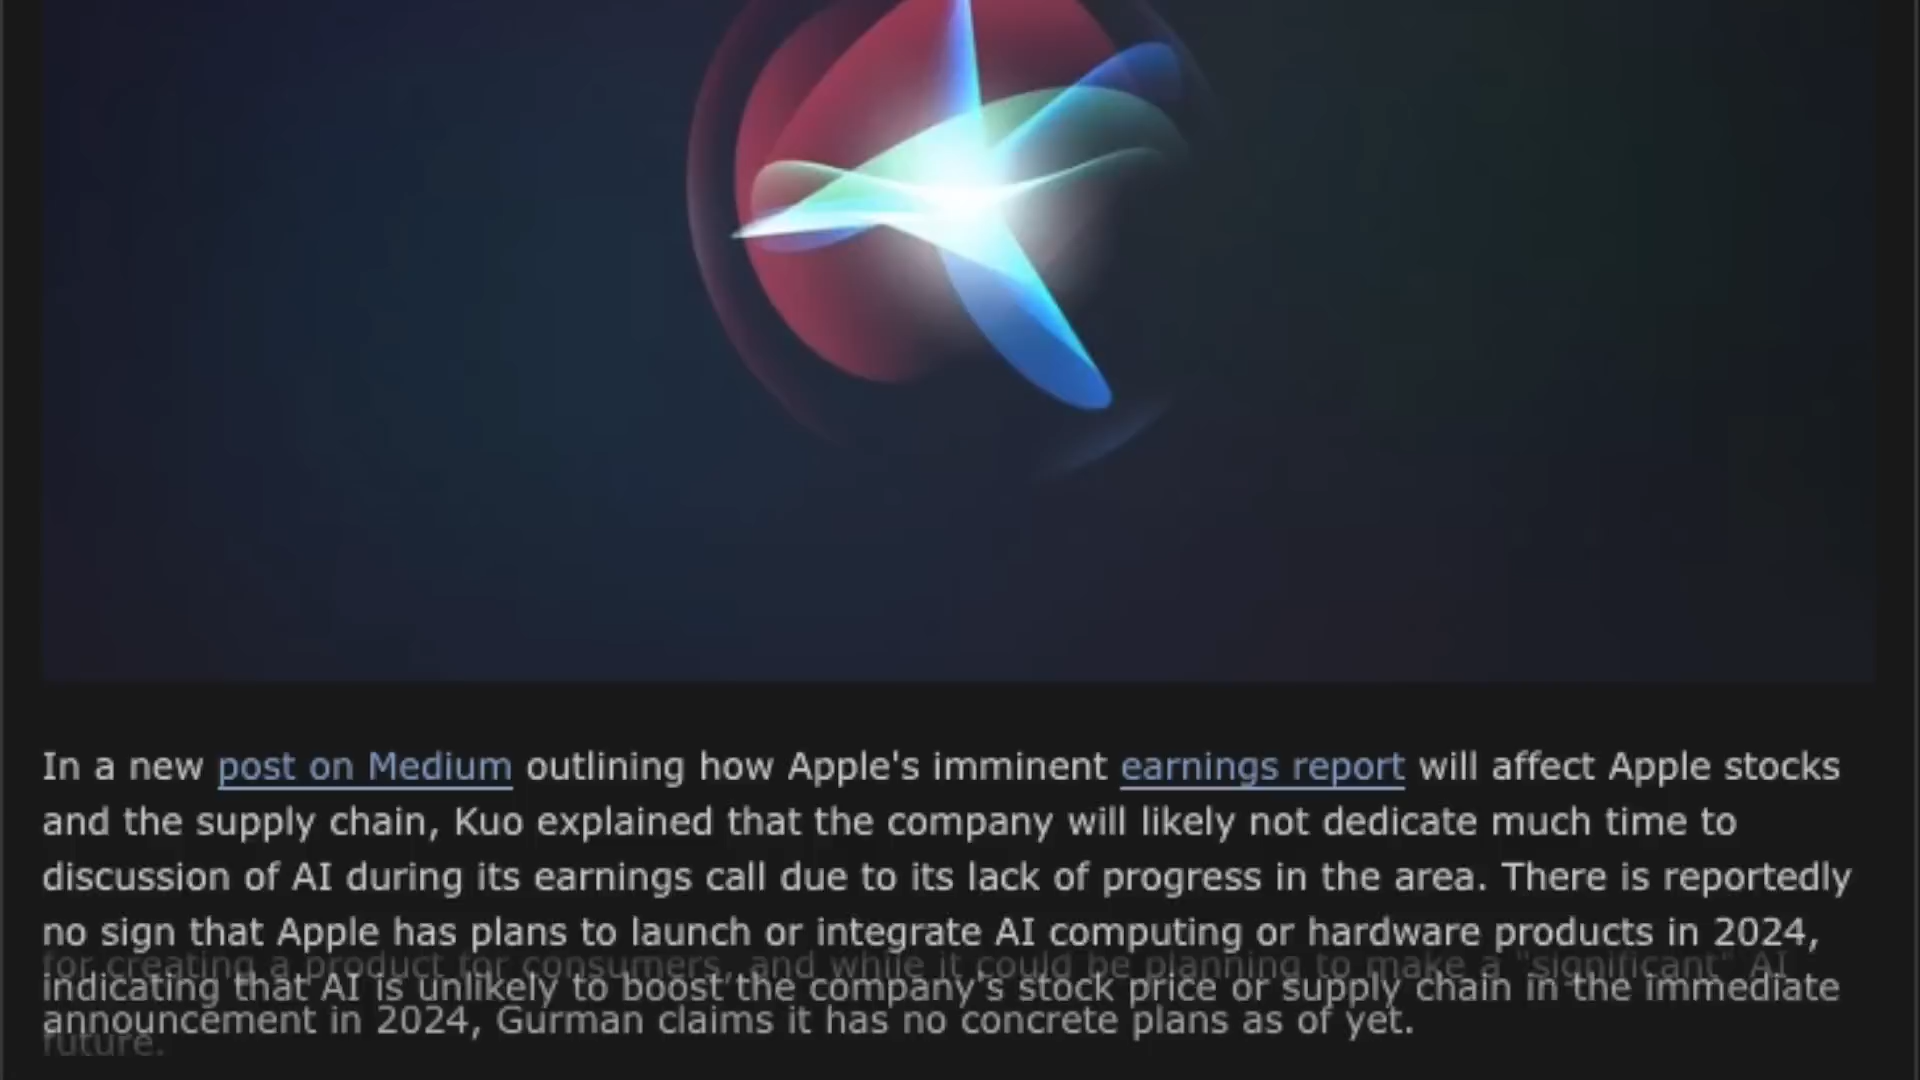 In a new post on Medium outlining how Apple's imminent earnings report will affect Apple stocks
and the supply chain, Kuo explained that the company will likely not dedicate much time to
discussion of AI during its earnings call due to its lack of progress in the area. There is reportedly
no sign that Apple has plans to launch or integrate AI computing or hardware products in 2024,
for creating a product for consumers, and while it could be planning to make a "significant" AI
indicating that AI is unlikely to boost the company's stock price or supply chain in the immediate
announcement in 2024, Gurman claims it has no concrete plans as of yet.
future.